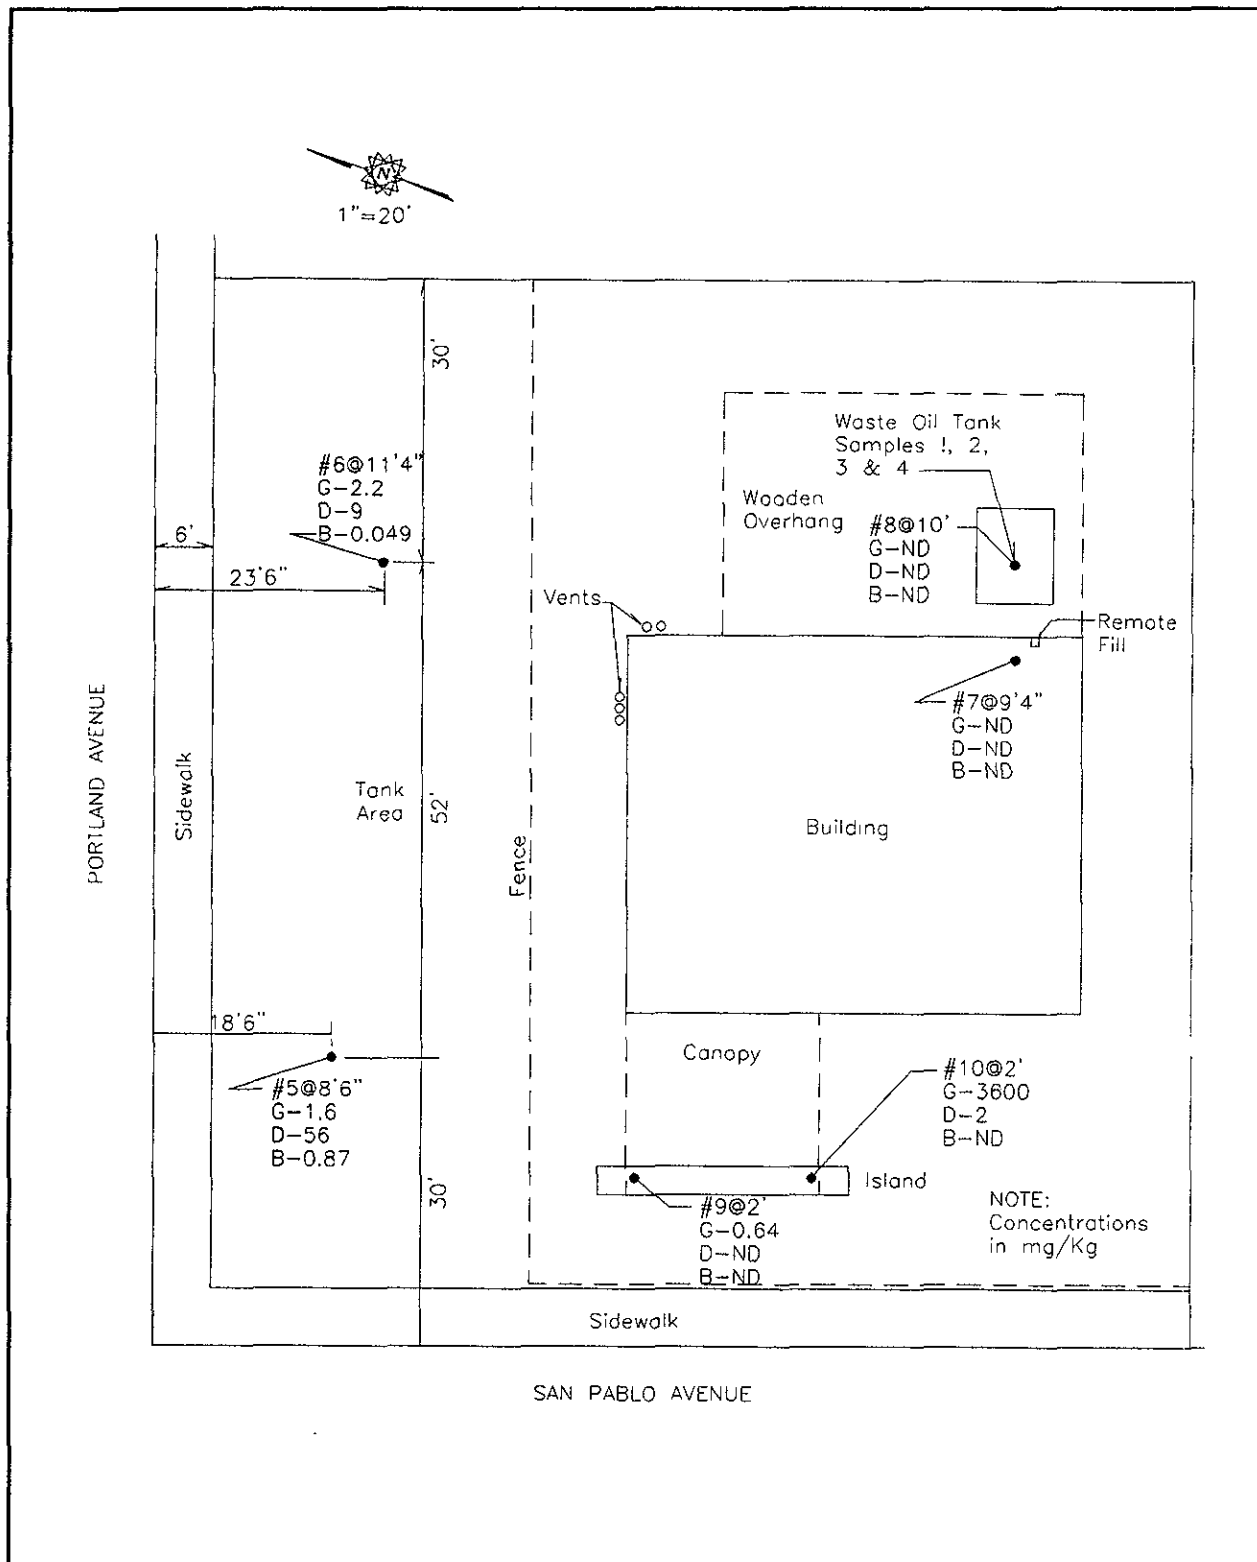 N
1"=20'
30'
#6@11'4"
G-2.2
D-9
B-0.049
6'
23'6"
Waste Oil Tank
Samples !, 2,
3 & 4
Wooden
Overhang
#8@10'
G-ND
D-ND
B-ND
Vents
Remote
Fill
#7@9'4"
G-ND
D-ND
B-ND
PORTLAND AVENUE
Sidewalk
Tank
Area
52'
Fence
Building
18'6"
#5@8'6"
G-1.6
D-56
B-0.87
30'
Canopy
#10@2'
G-3600
D-2
B-ND
Island
#9@2'
G-0.64
D-ND
B-ND
NOTE:
Concentrations
in mg/Kg
Sidewalk
SAN PABLO AVENUE